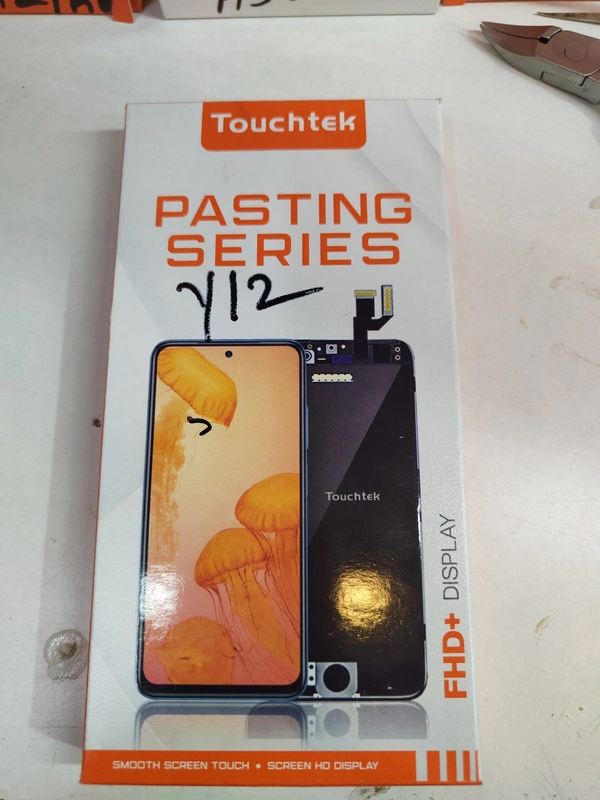 Touchtek
PASTING
SERIES
Y12
Touchtek
FHD+ DISPLAY
SMOOTH SCREEN TOUCH • SCREEN HD DISPLAY